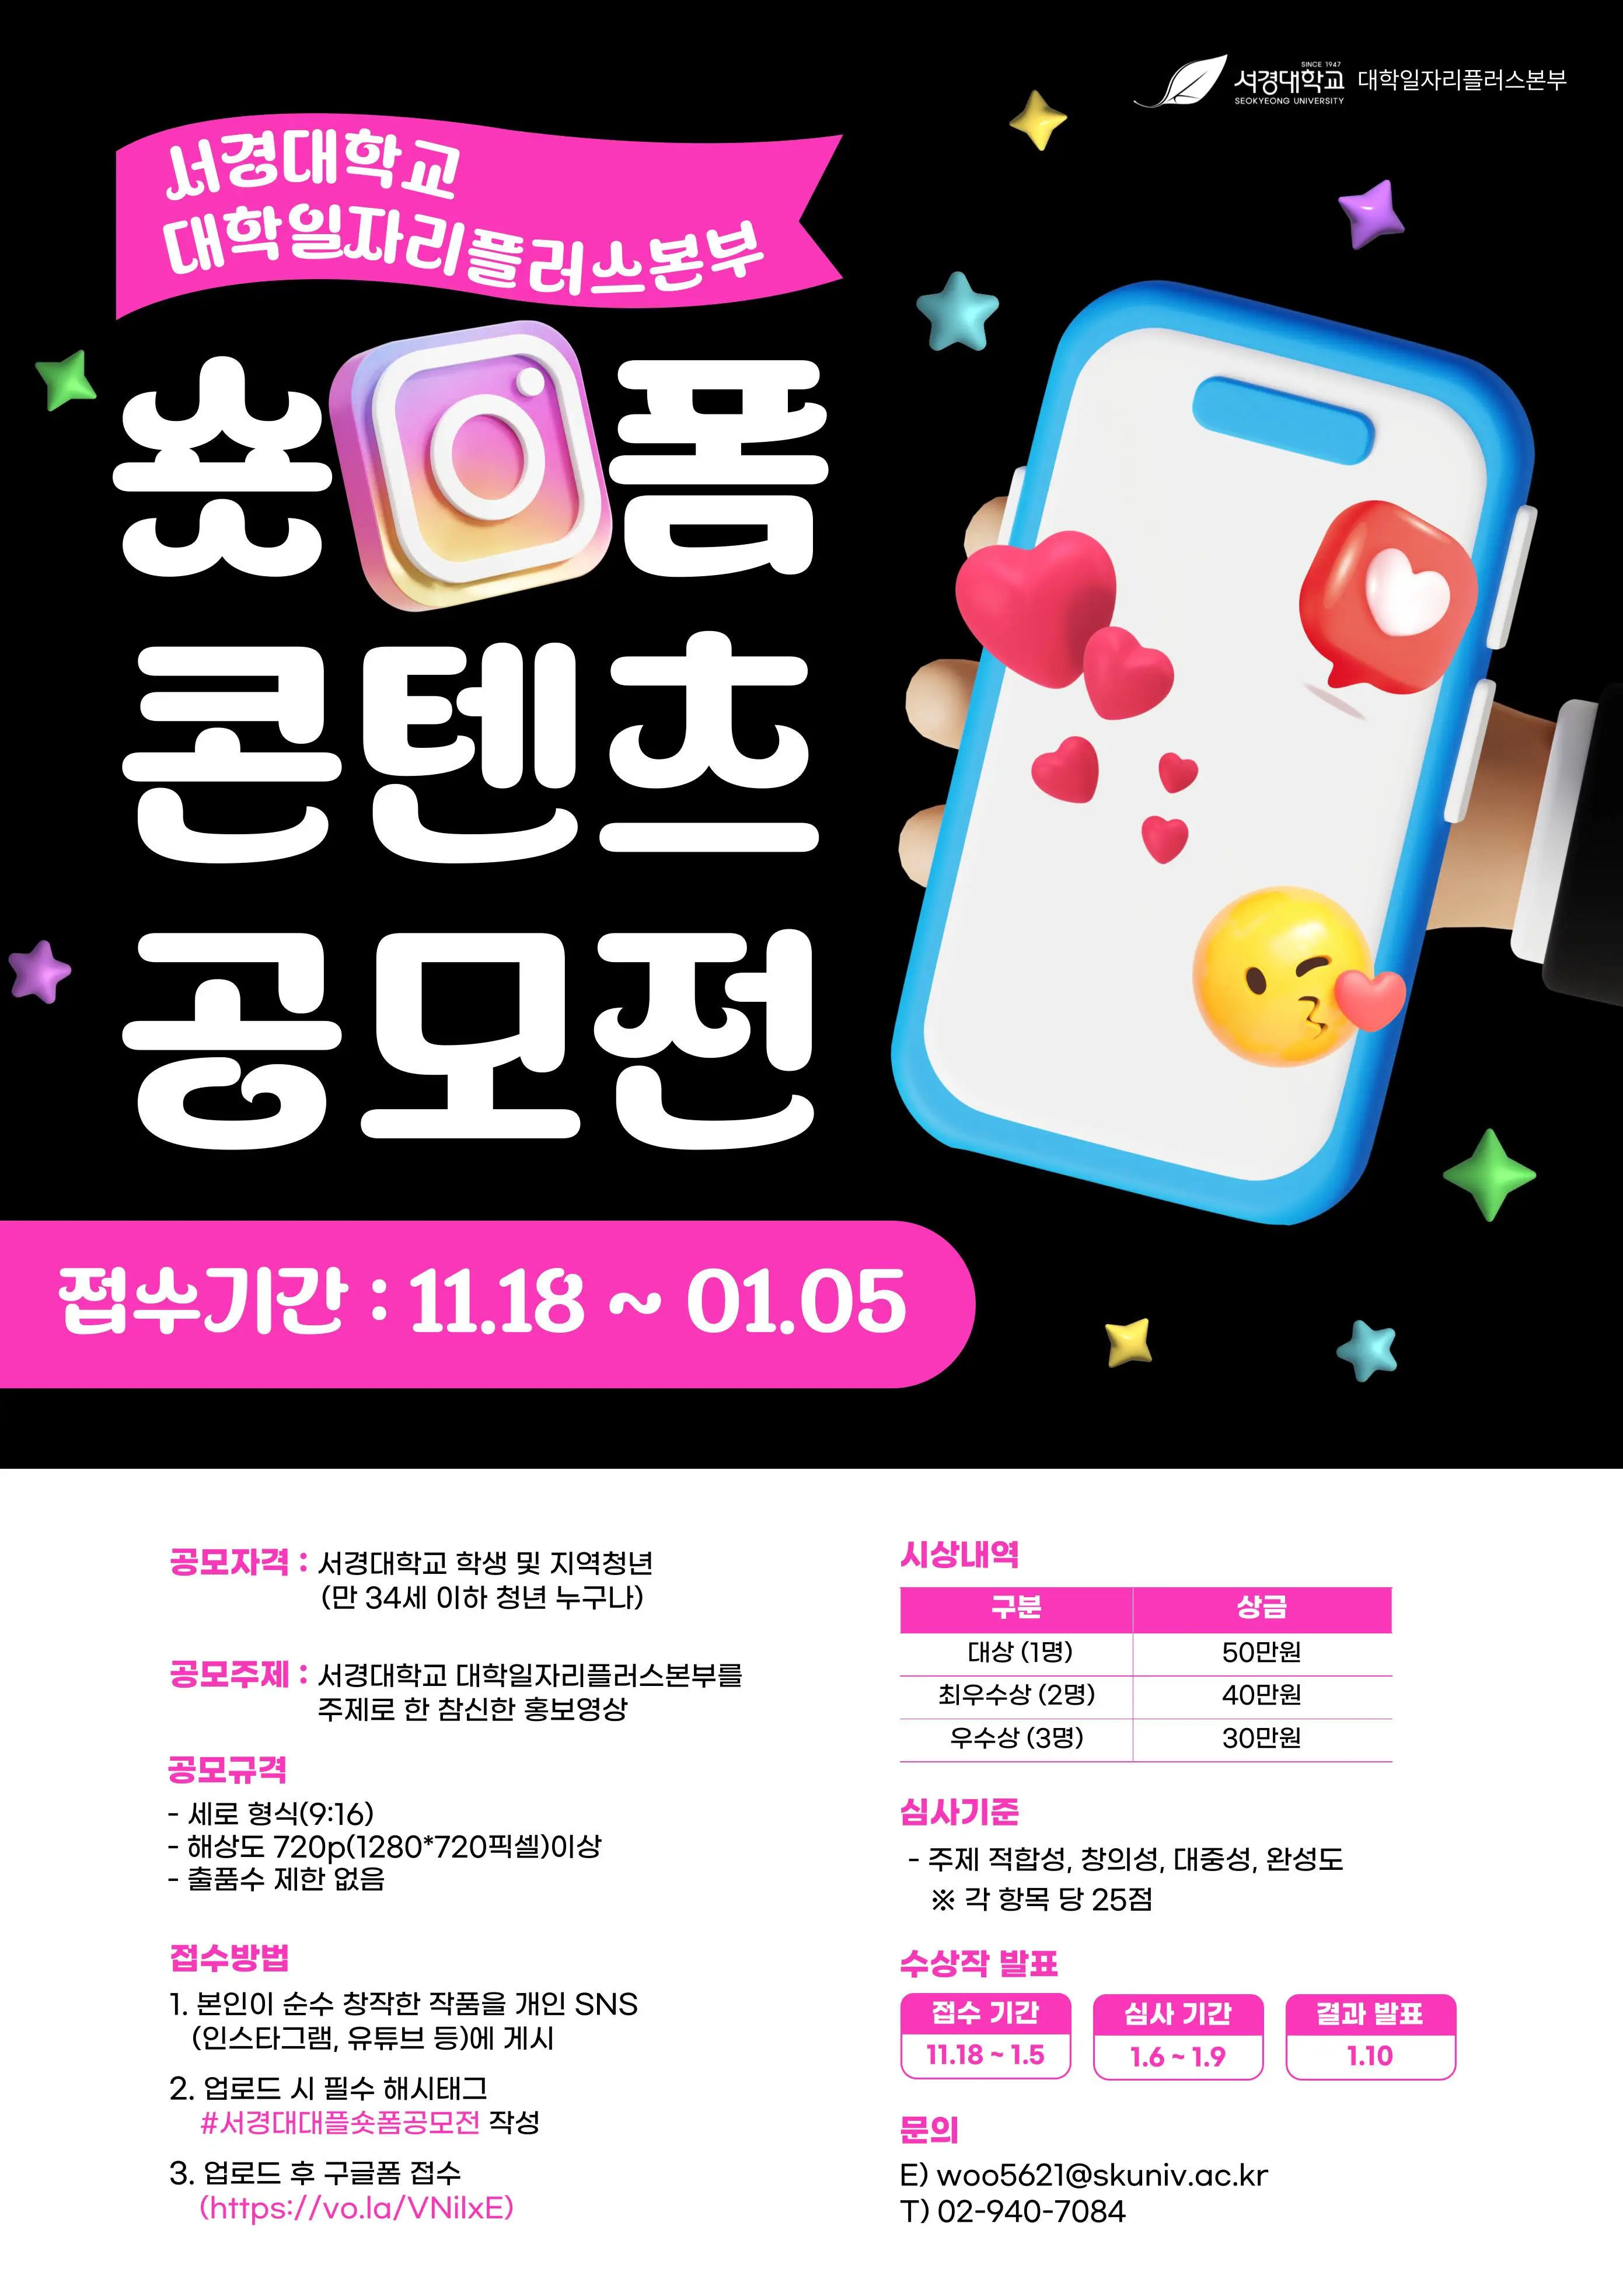 SINCE 1947
서경대학교 대학일자리플러스본부
SEOKYEONG UNIVERSITY
서경대학교
대학일자리플러스본부
숏폼
콘텐츠
공모전
접수기간 : 11.18 ~ 01.05
공모자격 : 서경대학교 학생 및 지역청년
(만 34세 이하 청년 누구나)
공모주제 : 서경대학교 대학일자리플러스본부를
주제로 한 참신한 홍보영상
공모규격
- 세로 형식(9:16)
- 해상도 720p(1280*720픽셀)이상
- 출품수 제한 없음
접수방법
1. 본인이 순수 창작한 작품을 개인 SNS
(인스타그램, 유튜브 등)에 게시
2. 업로드 시 필수 해시태그
#서경대대플숏폼공모전 작성
3. 업로드 후 구글폼 접수
(https://vo.la/VNilxE)
시상내역
구분 상금
대상 (1명) 50만원
최우수상 (2명) 40만원
우수상 (3명) 30만원
심사기준
- 주제 적합성, 창의성, 대중성, 완성도
※ 각 항목 당 25점
수상작 발표
접수 기간 심사 기간 결과 발표
11.18 ~ 1.5 1.6 ~ 1.9 1.10
문의
E) woo5621@skuniv.ac.kr
T) 02-940-7084